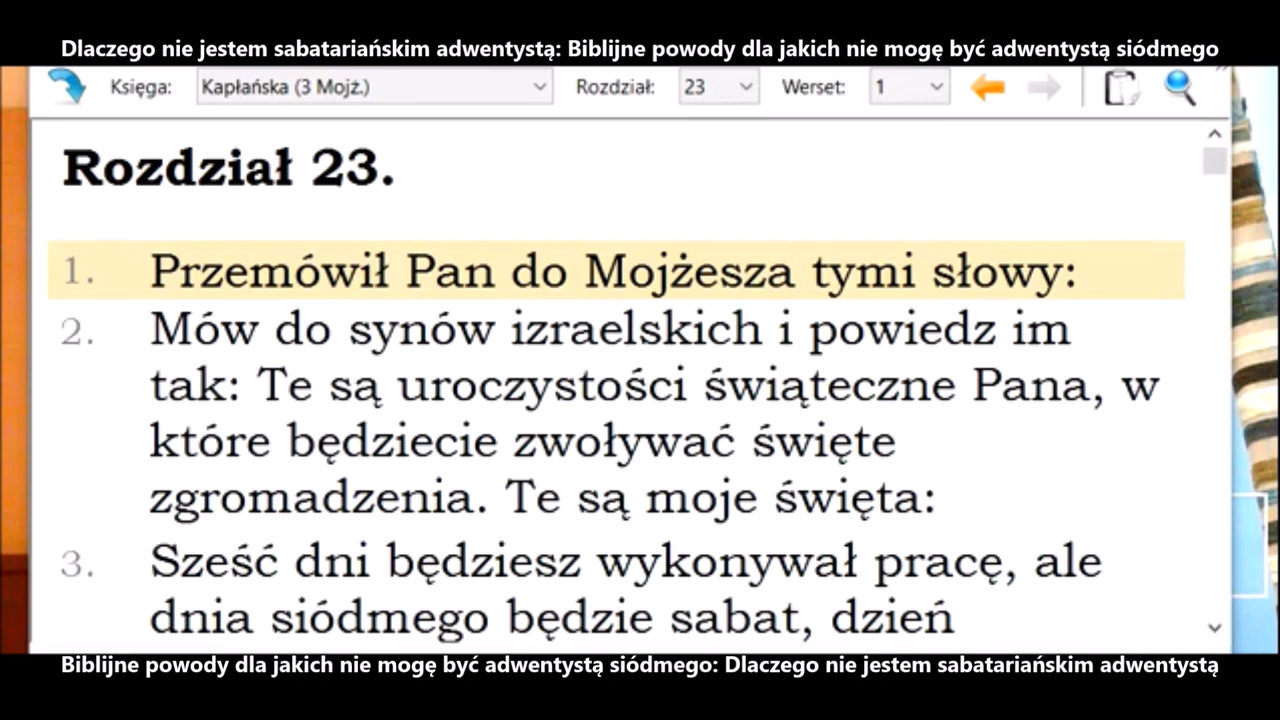 Dlaczego nie jestem sabatariańskim adwentystą: Biblijne powody dla jakich nie mogę być adwentystą siódmego
Księga: Kapłańska (3 Mojż.) Rozdział: 23 Werset: 1
Rozdział 23.
1. Przemówił Pan do Mojżesza tymi słowy:
2. Mów do synów izraelskich i powiedz im
tak: Te są uroczystości świąteczne Pana, w
które będziecie zwoływać święte
zgromadzenia. Te są moje święta:
3. Sześć dni będziesz wykonywał pracę, ale
dnia siódmego będzie sabat, dzień
Biblijne powody dla jakich nie mogę być adwentystą siódmego: Dlaczego nie jestem sabatariańskim adwentystą